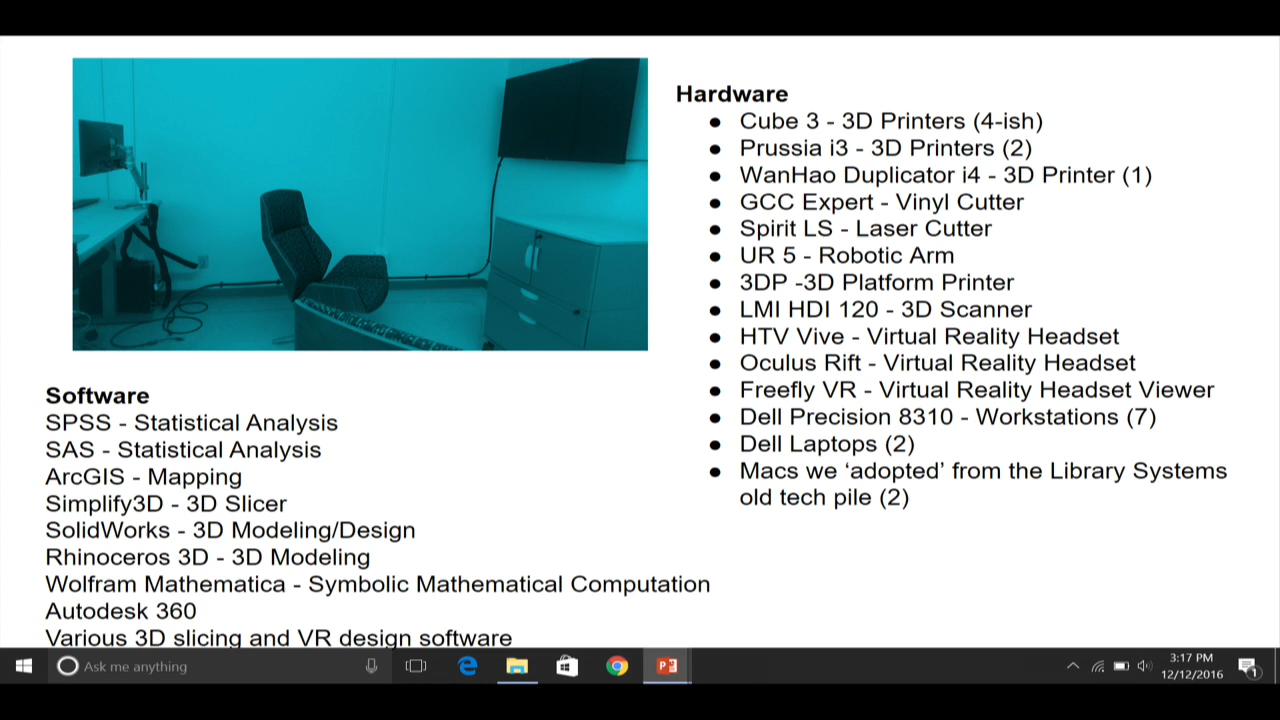 Hardware
● Cube 3 - 3D Printers (4-ish)
● Prussia i3 - 3D Printers (2)
● WanHao Duplicator i4 - 3D Printer (1)
● GCC Expert - Vinyl Cutter
● Spirit LS - Laser Cutter
● UR 5 - Robotic Arm
● 3DP -3D Platform Printer
● LMI HDI 120 - 3D Scanner
● HTV Vive - Virtual Reality Headset
● Oculus Rift - Virtual Reality Headset
● Freefly VR - Virtual Reality Headset Viewer
● Dell Precision 8310 - Workstations (7)
● Dell Laptops (2)
● Macs we ‘adopted’ from the Library Systems
old tech pile (2)
Software
SPSS - Statistical Analysis
SAS - Statistical Analysis
ArcGIS - Mapping
Simplify3D - 3D Slicer
SolidWorks - 3D Modeling/Design
Rhinoceros 3D - 3D Modeling
Wolfram Mathematica - Symbolic Mathematical Computation
Autodesk 360
Various 3D slicing and VR design software
Ask me anything
3:17 PM
12/12/2016
1